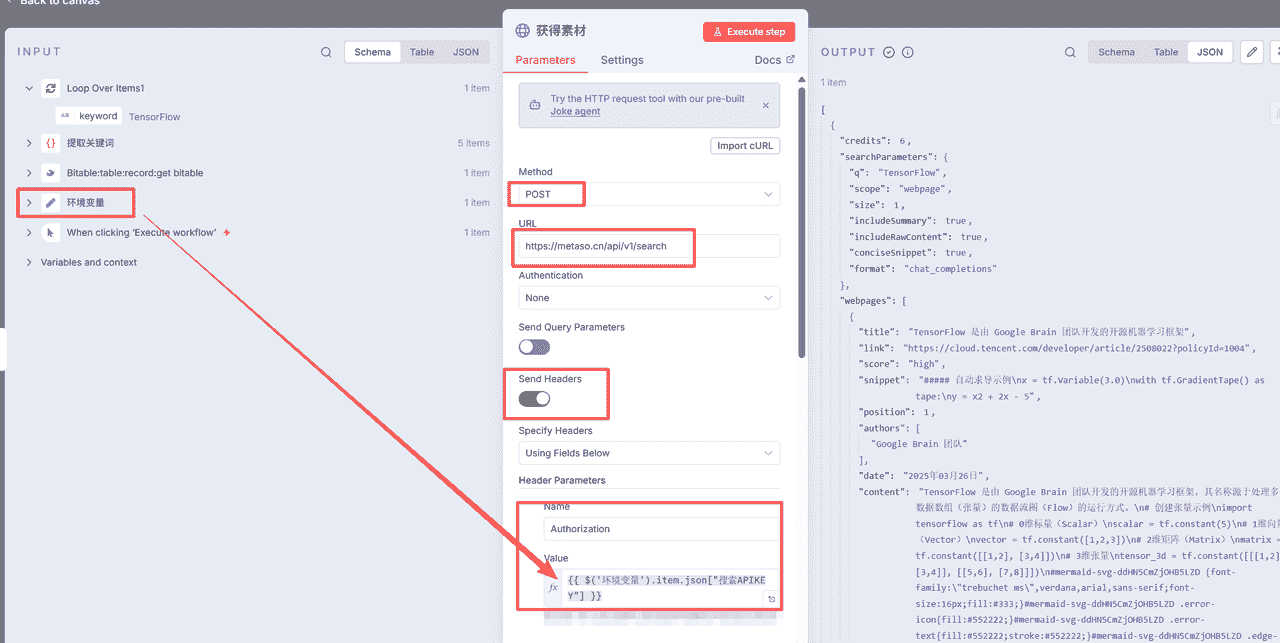 Back to canvas
INPUT
Schema
Table
JSON
Loop Over Items1
1 item
keyword
TensorFlow
提取关键词
5 items
Bitable:table:record:get bitable
1 item
环境变量
1 item
When clicking ‘Execute workflow’
1 item
Variables and context
获得素材
Execute step
Parameters
Settings
Docs
Try the HTTP request tool with our pre-built
Joke agent
Import cURL
Method
POST
URL
https://metaso.cn/api/v1/search
Authentication
None
Send Query Parameters
Send Headers
Specify Headers
Using Fields Below
Header Parameters
Name
Authorization
Value
fx
{{ $('环境变量').item.json["搜索APIKE
Y"] }}
OUTPUT
Schema
Table
JSON
1 item
[
{
"credits": 6,
"searchParameters": {
"q": "TensorFlow",
"scope": "webpage",
"size": 1,
"includeSummary": true,
"includeRawContent": true,
"conciseSnippet": true,
"format": "chat_completions"
},
"webpages": [
{
"title": "TensorFlow 是由 Google Brain 团队开发的开源机器学习框架",
"link": "https://cloud.tencent.com/developer/article/2508022?policyId=1004",
"score": "high",
"snippet": "##### 自动求导示例\nx = tf.Variable(3.0)\nwith tf.GradientTape() as
tape:\ny = x2 + 2x - 5",
"position": 1,
"authors": [
"Google Brain 团队"
],
"date": "2025年03月26日",
"content": "TensorFlow 是由 Google Brain 团队开发的开源机器学习框架，其名称源于处理多
数据数组（张量）的数据流图（Flow）的运行方式。\n# 创建张量示例\nimport
tensorflow as tf\n# 0维标量（Scalar）\nscalar = tf.constant(5)\n# 1维向
（Vector）\nvector = tf.constant([1,2,3])\n# 2维矩阵（Matrix）\nmatrix =
tf.constant([[1,2], [3,4]])\n# 3维张量\ntensor_3d = tf.constant([[[1,2]
[3,4]], [[5,6], [7,8]]])\n#mermaid-svg-ddHN5CmZjOHB5LZD {font-
family:\"trebuchet ms\",verdana,arial,sans-serif;font-
size:16px;fill:#333;}#mermaid-svg-ddHN5CmZjOHB5LZD .error-
icon{fill:#552222;}#mermaid-svg-ddHN5CmZjOHB5LZD .error-
text{fill:#552222;stroke:#552222;}#mermaid-svg-ddHN5CmZjOHB5LZD .edge-